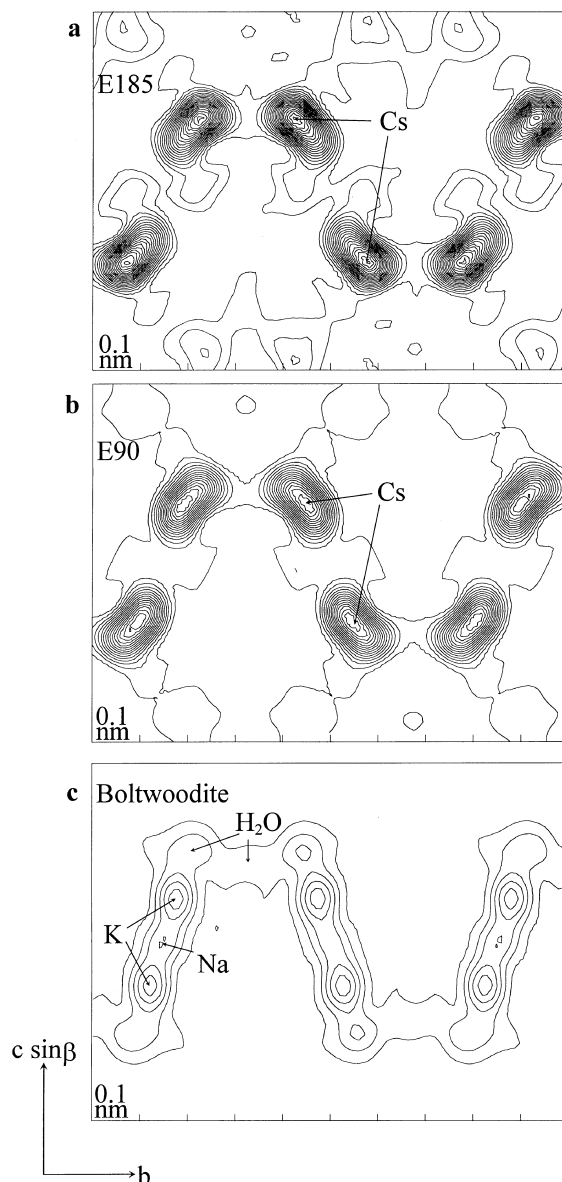 a
E185
Cs
0.1
nm
b
E90
Cs
0.1
nm
c
Boltwoodite
H₂O
K
Na
0.1
nm
c sinβ
b